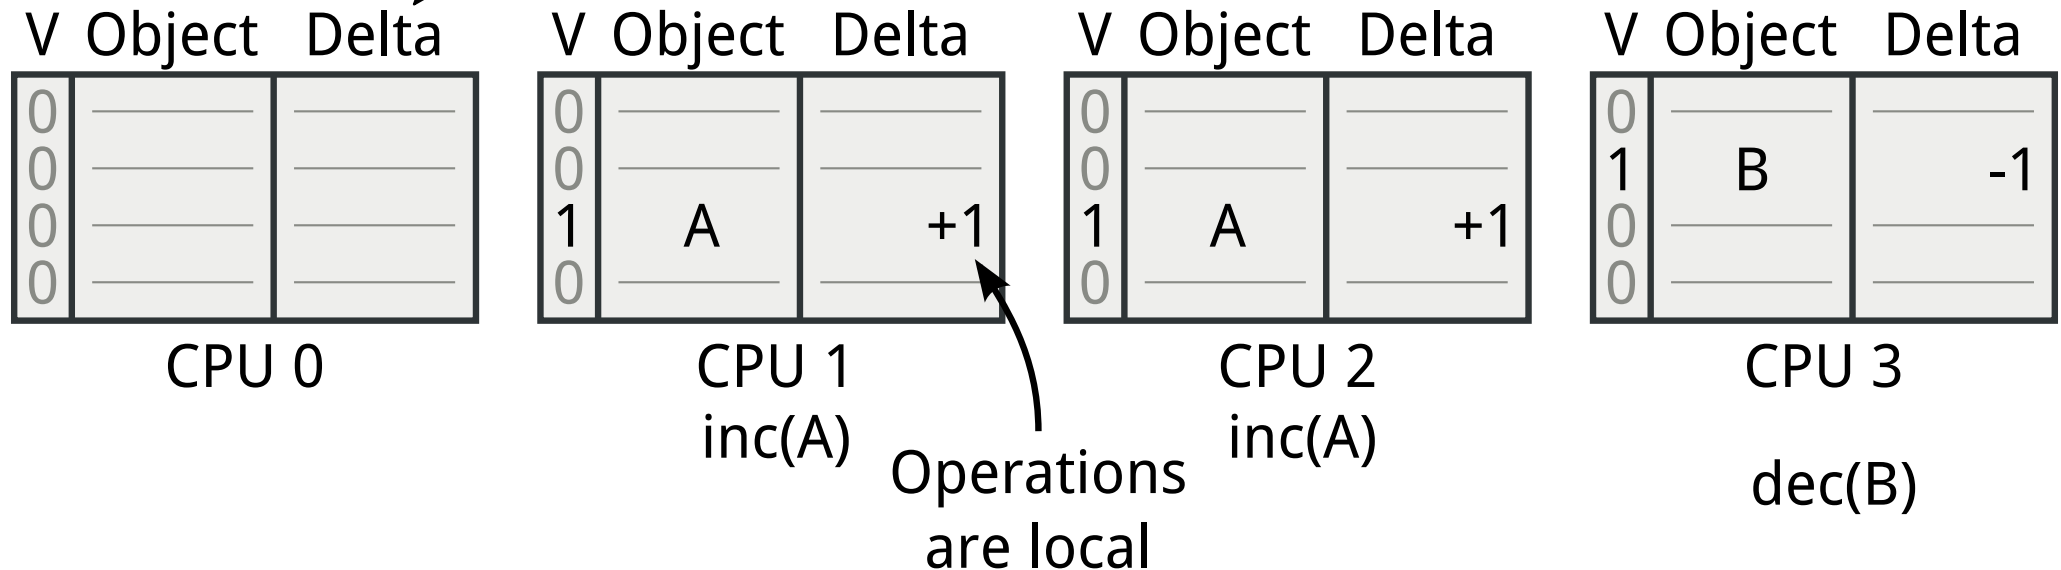 V Object Delta
0
0
0
0
CPU 0
V Object Delta
0
0
1 A +1
0
CPU 1
inc(A)
V Object Delta
0
0
1 A +1
0
CPU 2
inc(A)
V Object Delta
0
1 B -1
0
0
CPU 3
dec(B)
Operations
are local